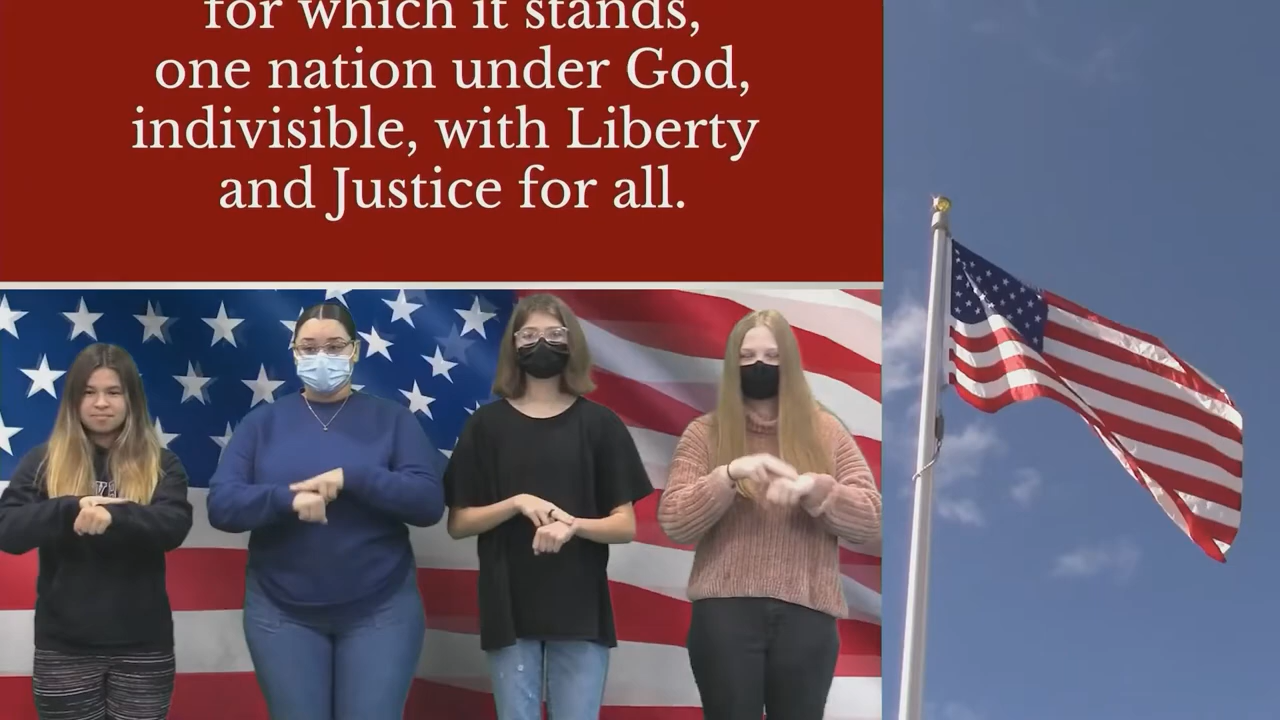 for which it stands,
one nation under God,
indivisible, with Liberty
and Justice for all.